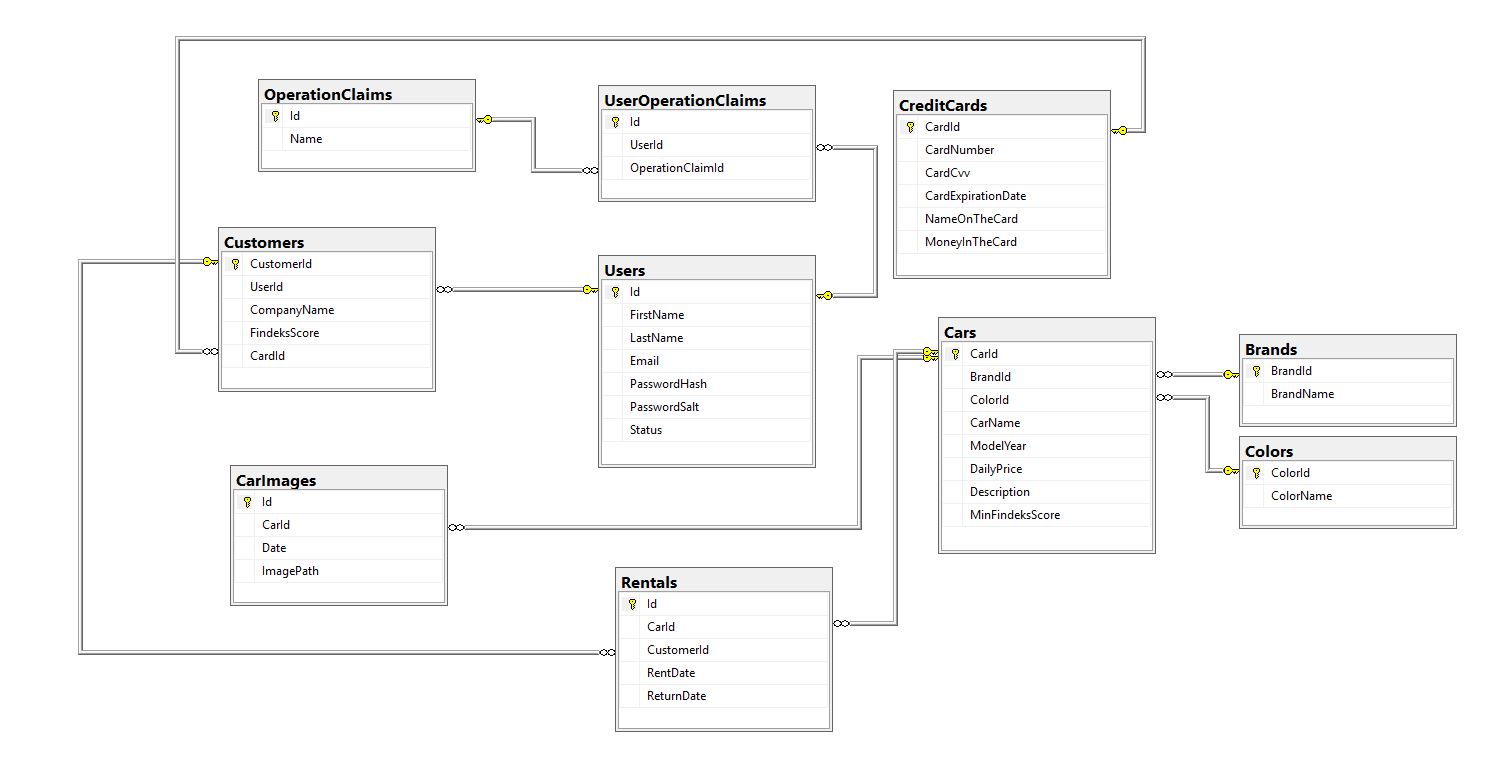 OperationClaims
Id
Name
UserOperationClaims
Id
UserId
OperationClaimId
CreditCards
CardId
CardNumber
CardCvv
CardExpirationDate
NameOnTheCard
MoneyInTheCard
Customers
CustomerId
UserId
CompanyName
FindeksScore
CardId
Users
Id
FirstName
LastName
Email
PasswordHash
PasswordSalt
Status
Cars
CarId
BrandId
ColorId
CarName
ModelYear
DailyPrice
Description
MinFindeksScore
Brands
BrandId
BrandName
Colors
ColorId
ColorName
CarImages
Id
CarId
Date
ImagePath
Rentals
Id
CarId
CustomerId
RentDate
ReturnDate